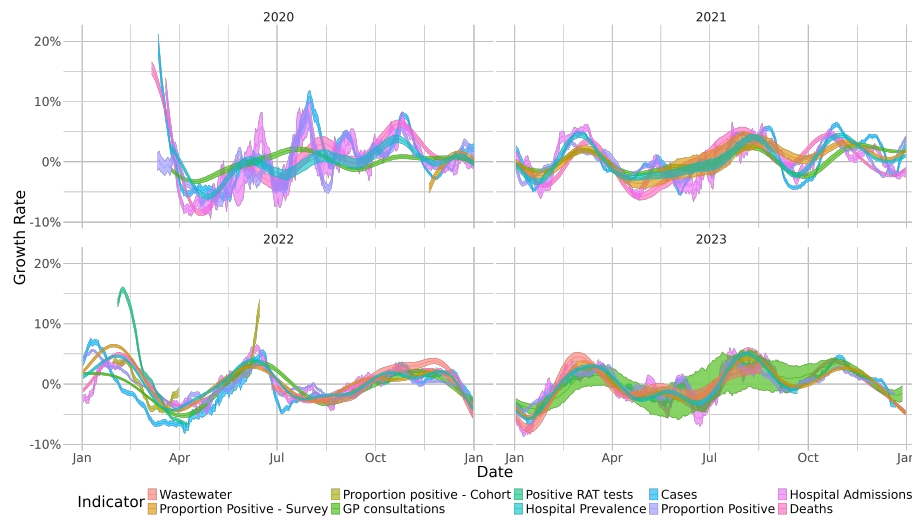 2020 2021
20%
10%
0%
-10%
Growth Rate
2022 2023
20%
10%
0%
-10%
Jan Apr Jul Oct Jan Jan Apr Jul Oct Jan
Date
Indicator
Wastewater Proportion positive - Cohort Positive RAT tests Cases Hospital Admissions
Proportion Positive - Survey GP consultations Hospital Prevalence Proportion Positive Deaths